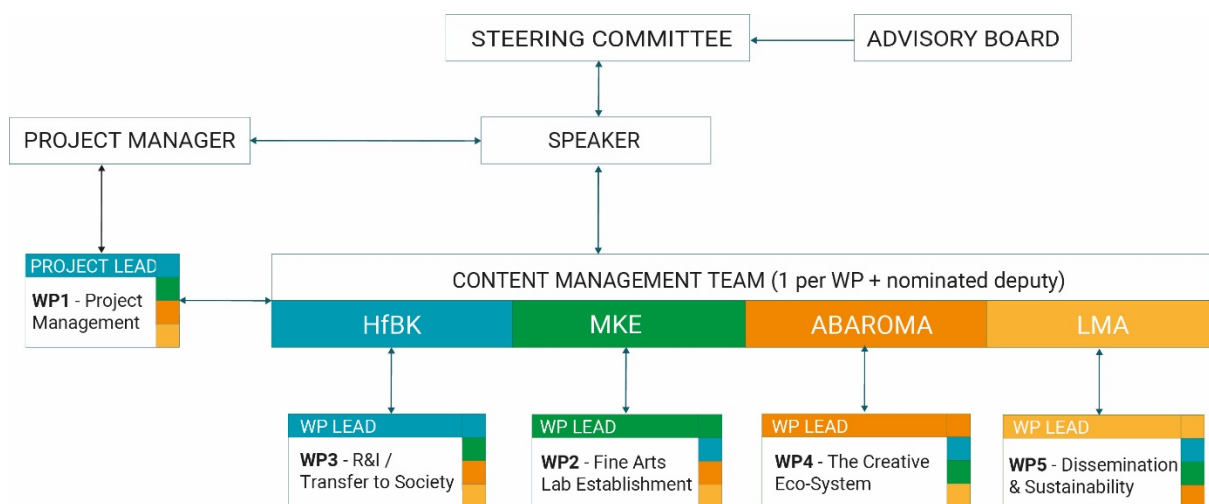 STEERING COMMITTEE
ADVISORY BOARD
PROJECT MANAGER
SPEAKER
PROJECT LEAD
WP1 - Project
Management
CONTENT MANAGEMENT TEAM (1 per WP + nominated deputy)
HfBK
MKE
ABAROMA
LMA
WP LEAD
WP3 - R&I /
Transfer to Society
WP LEAD
WP2 - Fine Arts
Lab Establishment
WP LEAD
WP4 - The Creative
Eco-System
WP LEAD
WP5 - Dissemination
& Sustainability